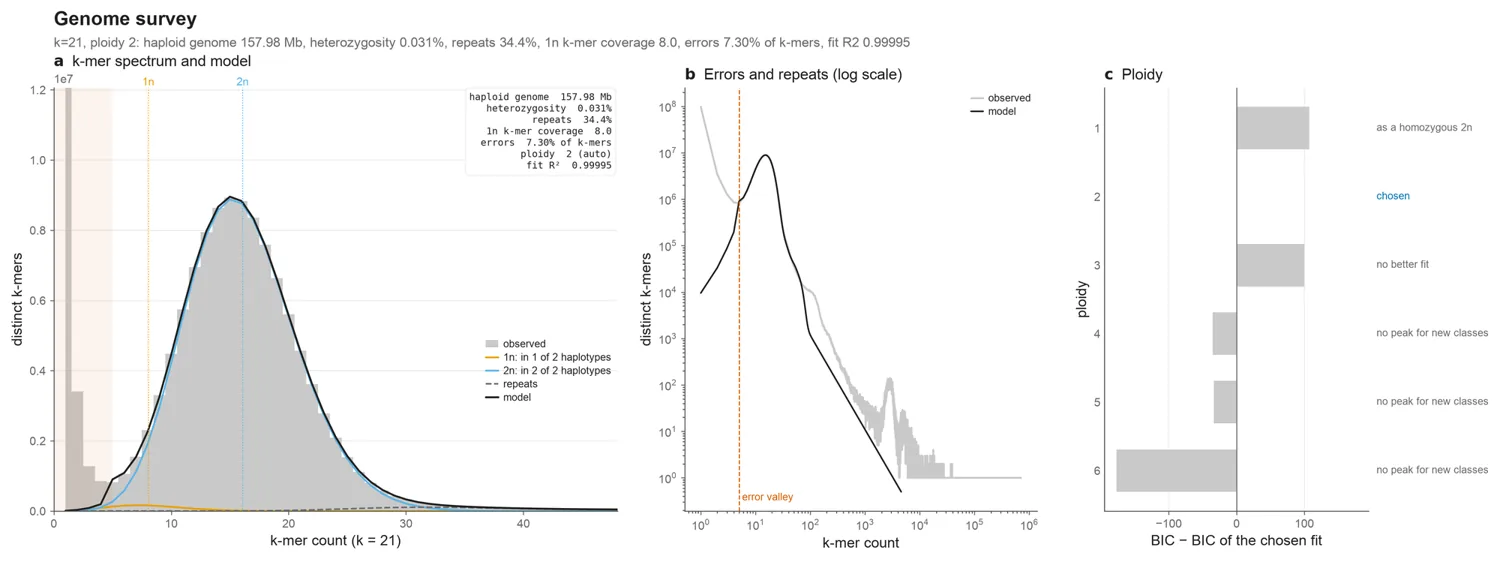 Genome survey
k=21, ploidy 2: haploid genome 157.98 Mb, heterozygosity 0.031%, repeats 34.4%, 1n k-mer coverage 8.0, errors 7.30% of k-mers, fit R2 0.99995
a k-mer spectrum and model
1e7
1n
2n
1.2
1.0
0.8
0.6
0.4
0.2
0.0
distinct k-mers
0
10
20
30
40
k-mer count (k = 21)
haploid genome 157.98 Mb
heterozygosity 0.031%
repeats 34.4%
1n k-mer coverage 8.0
errors 7.30% of k-mers
ploidy 2 (auto)
fit R² 0.99995
observed
1n: in 1 of 2 haplotypes
2n: in 2 of 2 haplotypes
repeats
model
b Errors and repeats (log scale)
observed
model
10⁸
10⁷
10⁶
10⁵
10⁴
10³
10²
10¹
10⁰
distinct k-mers
error valley
10⁰
10¹
10²
10³
10⁴
10⁵
10⁶
k-mer count
c Ploidy
1
as a homozygous 2n
2
chosen
3
no better fit
4
no peak for new classes
5
no peak for new classes
6
no peak for new classes
ploidy
−100
0
100
BIC − BIC of the chosen fit